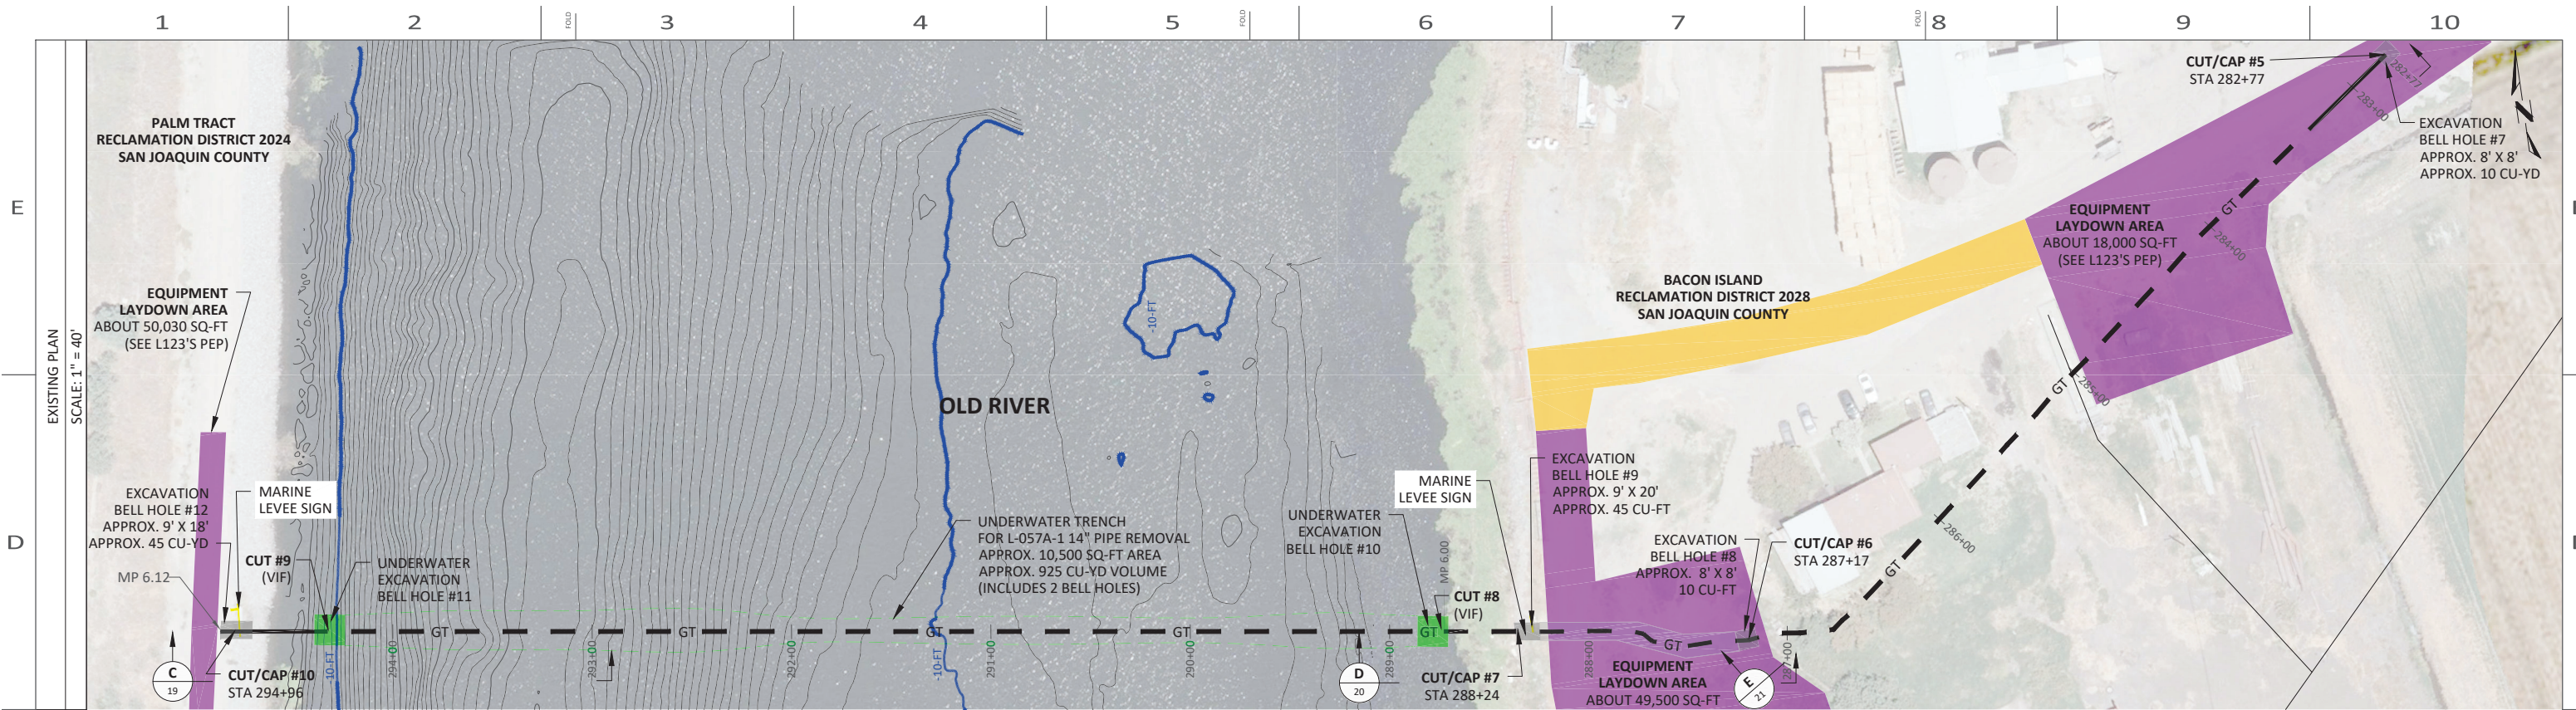 1
2
FOLD
3
4
5
FOLD
6
7
FOLD
8
9
10
E
D
EXISTING PLAN
SCALE: 1" = 40'
PALM TRACT
RECLAMATION DISTRICT 2024
SAN JOAQUIN COUNTY
EQUIPMENT
LAYDOWN AREA
ABOUT 50,030 SQ-FT
(SEE L123'S PEP)
EXCAVATION
BELL HOLE #12
APPROX. 9' X 18'
APPROX. 45 CU-YD
MARINE
LEVEE SIGN
MP 6.12
CUT #9
(VIF)
UNDERWATER
EXCAVATION
BELL HOLE #11
C
19
CUT/CAP #10
STA 294+96
-10-FT
294+00
GT
293+00
GT
292+00
OLD RIVER
UNDERWATER TRENCH
FOR L-057A-1 14" PIPE REMOVAL
APPROX. 10,500 SQ-FT AREA
APPROX. 925 CU-YD VOLUME
(INCLUDES 2 BELL HOLES)
GT
-10-FT
291+00
GT
290+00
-10-FT
UNDERWATER
EXCAVATION
BELL HOLE #10
MARINE
LEVEE SIGN
MP 6.00
CUT #8
(VIF)
GT
289+00
D
20
CUT/CAP #7
STA 288+24
EXCAVATION
BELL HOLE #9
APPROX. 9' X 20'
APPROX. 45 CU-FT
BACON ISLAND
RECLAMATION DISTRICT 2028
SAN JOAQUIN COUNTY
EXCAVATION
BELL HOLE #8
APPROX. 8' X 8'
10 CU-FT
CUT/CAP #6
STA 287+17
288+00
GT
EQUIPMENT
LAYDOWN AREA
ABOUT 49,500 SQ-FT
E
21
287+00
GT
286+00
GT
285+00
EQUIPMENT
LAYDOWN AREA
ABOUT 18,000 SQ-FT
(SEE L123'S PEP)
GT
284+00
283+00
282+77
CUT/CAP #5
STA 282+77
EXCAVATION
BELL HOLE #7
APPROX. 8' X 8'
APPROX. 10 CU-YD